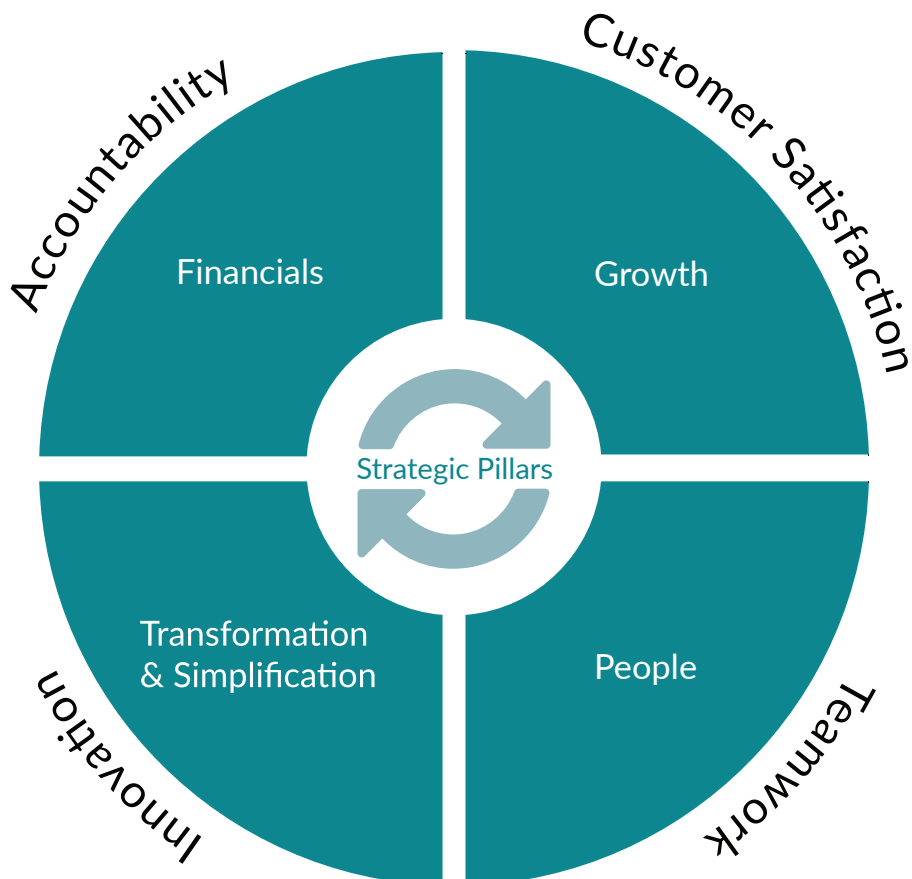 Accountability
Customer Satisfaction
Financials
Growth
Strategic Pillars
Transformation
& Simplification
People
Innovation
Teamwork